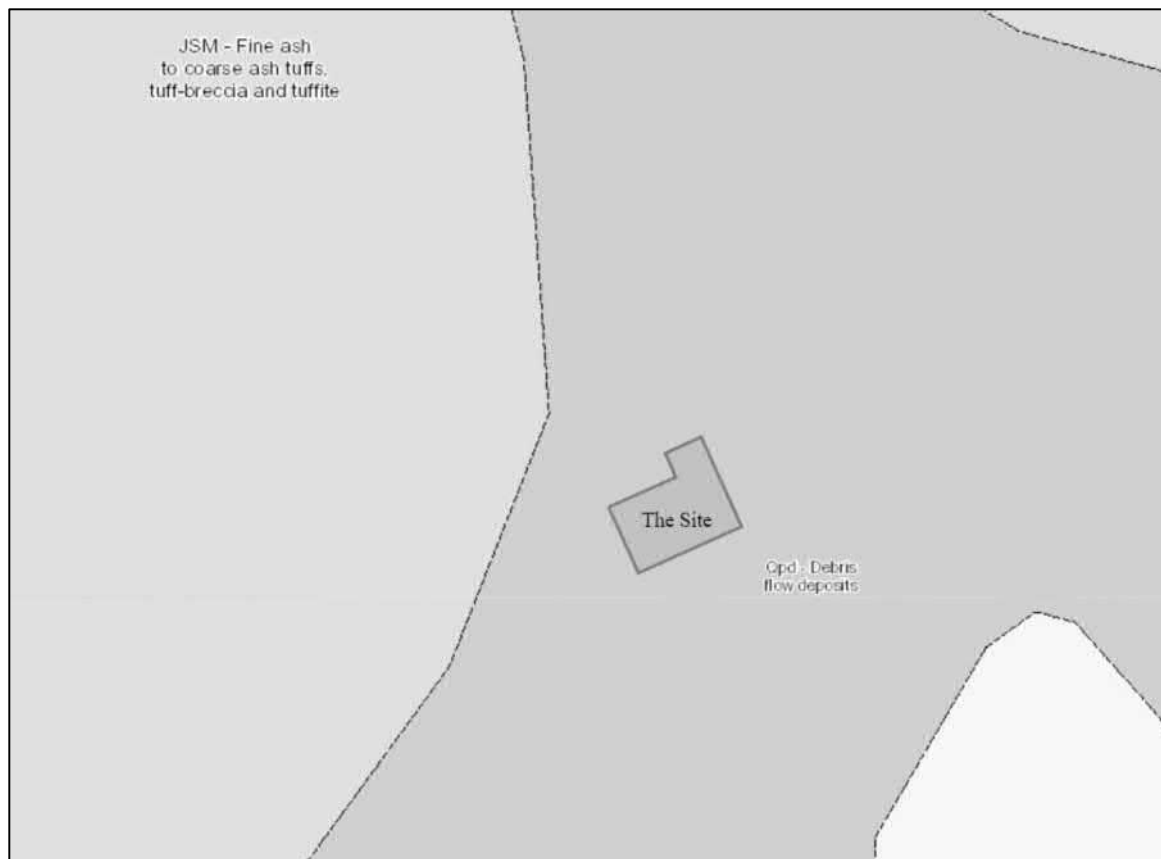 JSM - Fine ash
to coarse ash tuffs,
tuff-breccia and tuffite
The Site
Qpd - Debris
flow deposits